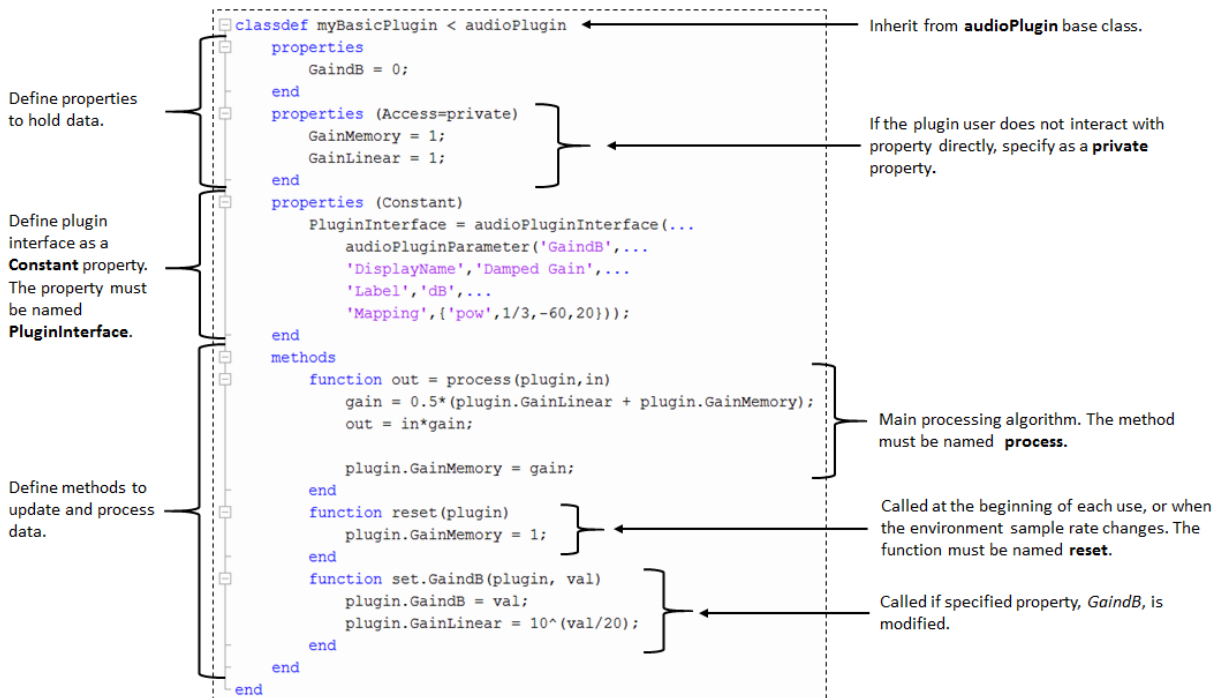 classdef myBasicPlugin < audioPlugin
properties
GaindB = 0;
end
properties (Access=private)
GainMemory = 1;
GainLinear = 1;
end
properties (Constant)
PluginInterface = audioPluginInterface(...
audioPluginParameter('GaindB',...
'DisplayName','Damped Gain',...
'Label','dB',...
'Mapping',{'pow',1/3,-60,20}));
end
methods
function out = process(plugin,in)
gain = 0.5*(plugin.GainLinear + plugin.GainMemory);
out = in*gain;
plugin.GainMemory = gain;
end
function reset(plugin)
plugin.GainMemory = 1;
end
function set.GaindB(plugin, val)
plugin.GaindB = val;
plugin.GainLinear = 10^(val/20);
end
end
end
Define properties
to hold data.
Define plugin
interface as a
Constant property.
The property must
be named
PluginInterface.
Define methods to
update and process
data.
Inherit from audioPlugin base class.
If the plugin user does not interact with
property directly, specify as a private
property.
Main processing algorithm. The method
must be named process.
Called at the beginning of each use, or when
the environment sample rate changes. The
function must be named reset.
Called if specified property, GaindB, is
modified.